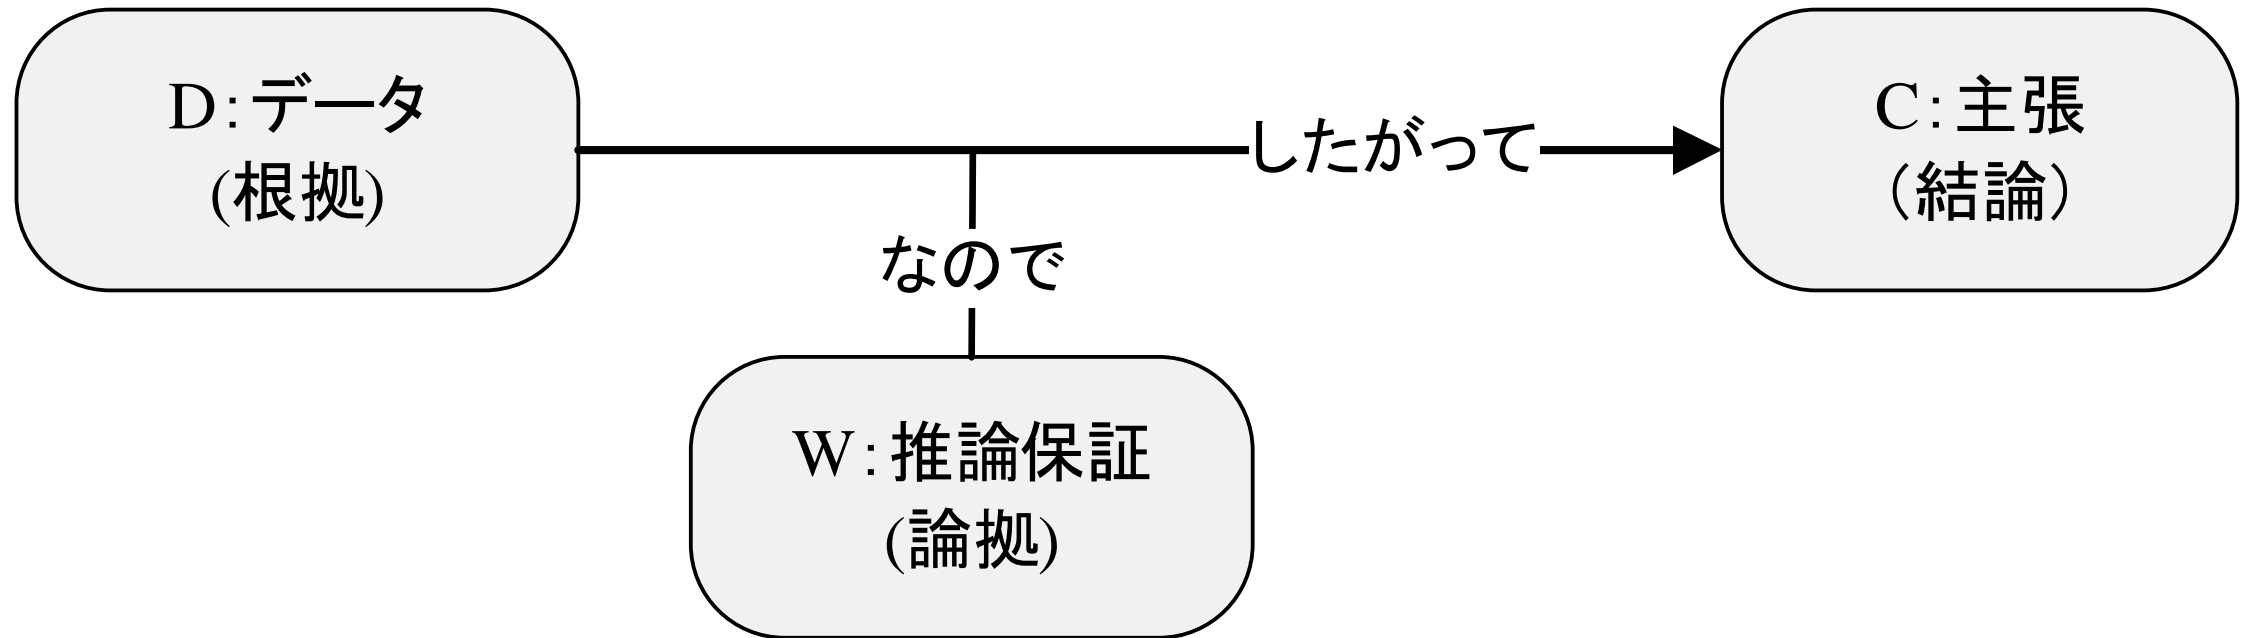 D:データ
(根拠)
したがって
C:主張
(結論)
なので
W:推論保証
(論拠)